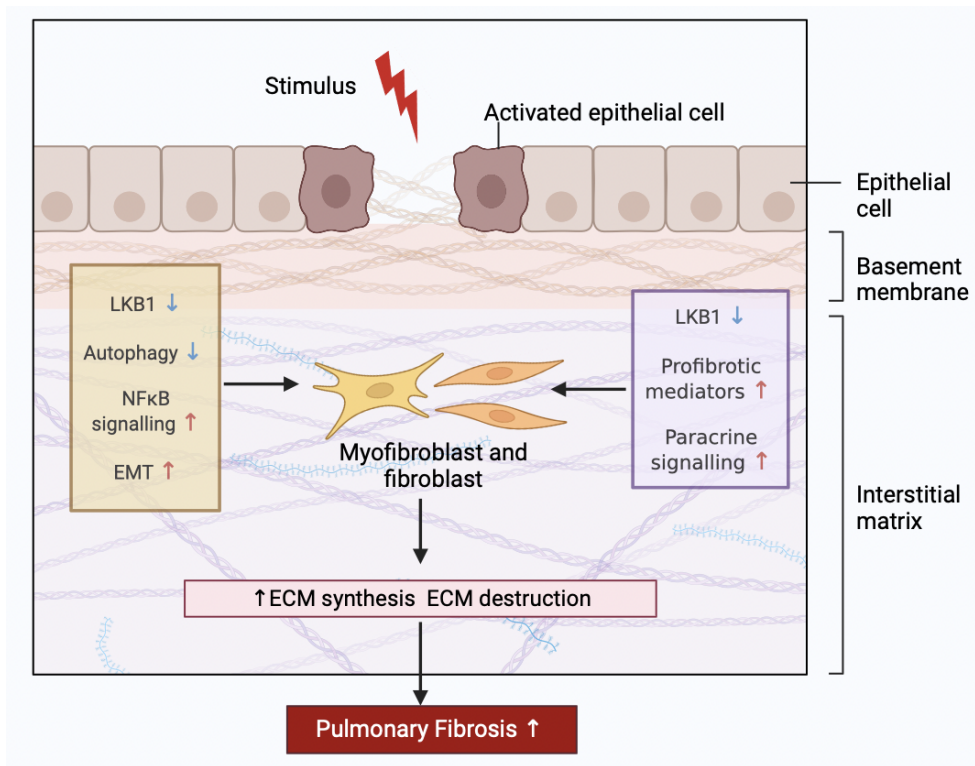 Stimulus
Activated epithelial cell
Epithelial
cell
Basement
membrane
LKB1 ↓
Autophagy ↓
NFκB
signalling ↑
EMT ↑
LKB1 ↓
Profibrotic
mediators ↑
Paracrine
signalling ↑
Myofibroblast and
fibroblast
Interstitial
matrix
↑ECM synthesis ECM destruction
Pulmonary Fibrosis ↑